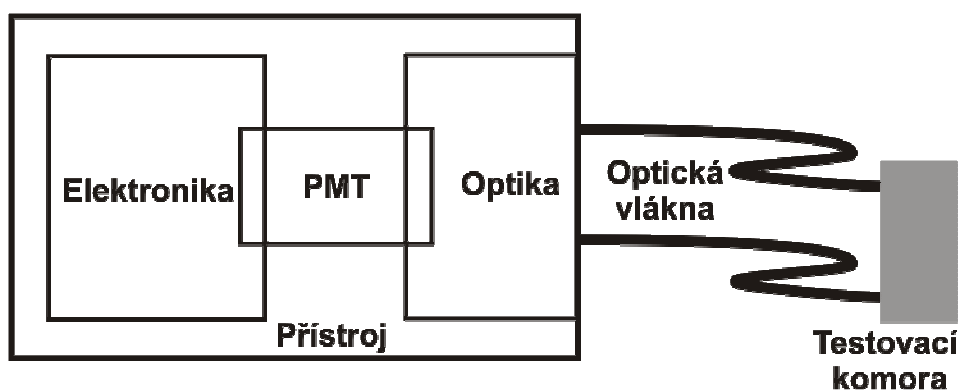 Elektronika
PMT
Optika
Optická
vlákna
Přístroj
Testovací
komora